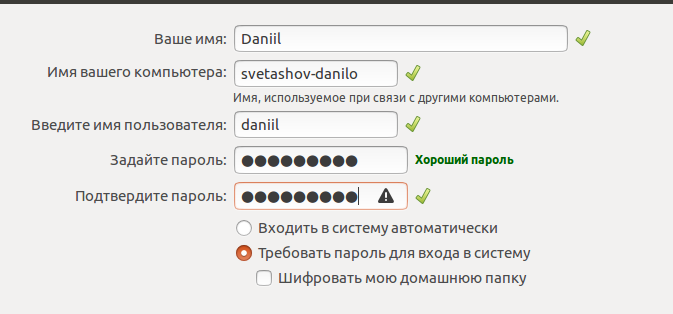 Ваше имя: Daniil
Имя вашего компьютера: svetashov-danilo
Имя, используемое при связи с другими компьютерами.
Введите имя пользователя: daniil
Задайте пароль: ●●●●●●●●● Хороший пароль
Подтвердите пароль: ●●●●●●●●●
Входить в систему автоматически
Требовать пароль для входа в систему
Шифровать мою домашнюю папку